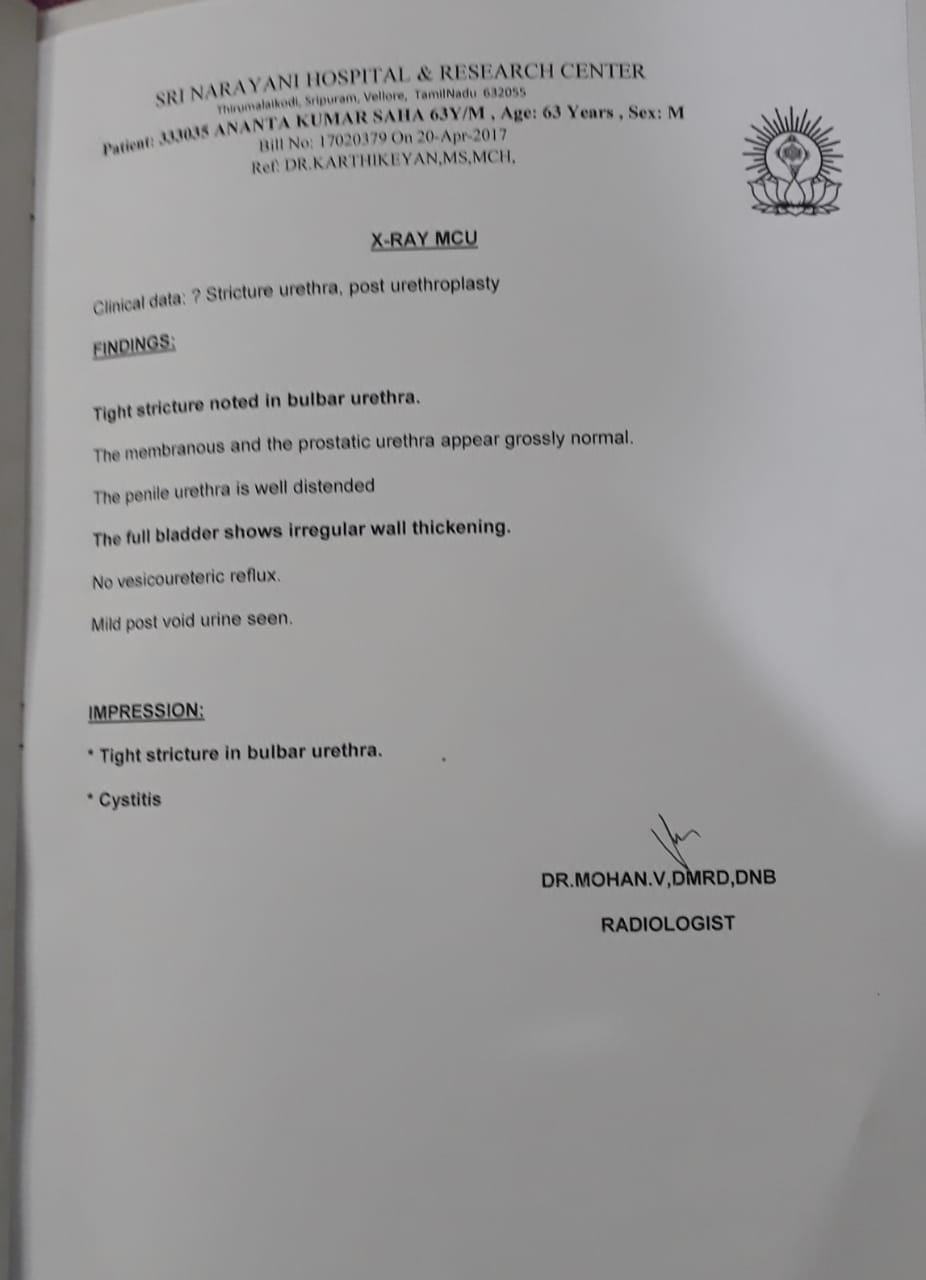 SRI NARAYANI HOSPITAL & RESEARCH CENTER
Thirumalaikodi, Sripuram, Vellore, TamilNadu 632055
Patient: 333035 ANANTA KUMAR SAHA 63Y/M , Age: 63 Years , Sex: M
Bill No: 17020379 On 20-Apr-2017
Ref: DR.KARTHIKEYAN,MS,MCH,
X-RAY MCU
Clinical data: ? Stricture urethra, post urethroplasty
FINDINGS:
Tight stricture noted in bulbar urethra.
The membranous and the prostatic urethra appear grossly normal.
The penile urethra is well distended
The full bladder shows irregular wall thickening.
No vesicoureteric reflux.
Mild post void urine seen.
IMPRESSION:
* Tight stricture in bulbar urethra.
* Cystitis
DR.MOHAN.V,DMRD,DNB
RADIOLOGIST